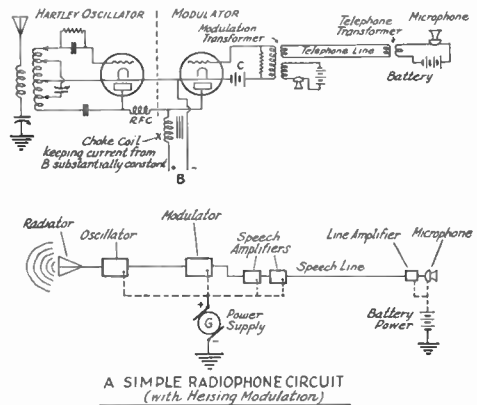 HARTLEY OSCILLATOR
MODULATOR
Modulation
Transformer
Telephone
Transformer
Microphone
Telephone Line
C
Battery
RFC
X
Choke Coil
keeping current from
B substantially constant
+
-
B
Radiator
Oscillator
Modulator
Speech
Amplifiers
Line Amplifier
Microphone
Speech Line
+
G
-
Power
Supply
Battery
Power
A SIMPLE RADIOPHONE CIRCUIT
(with Heising Modulation)